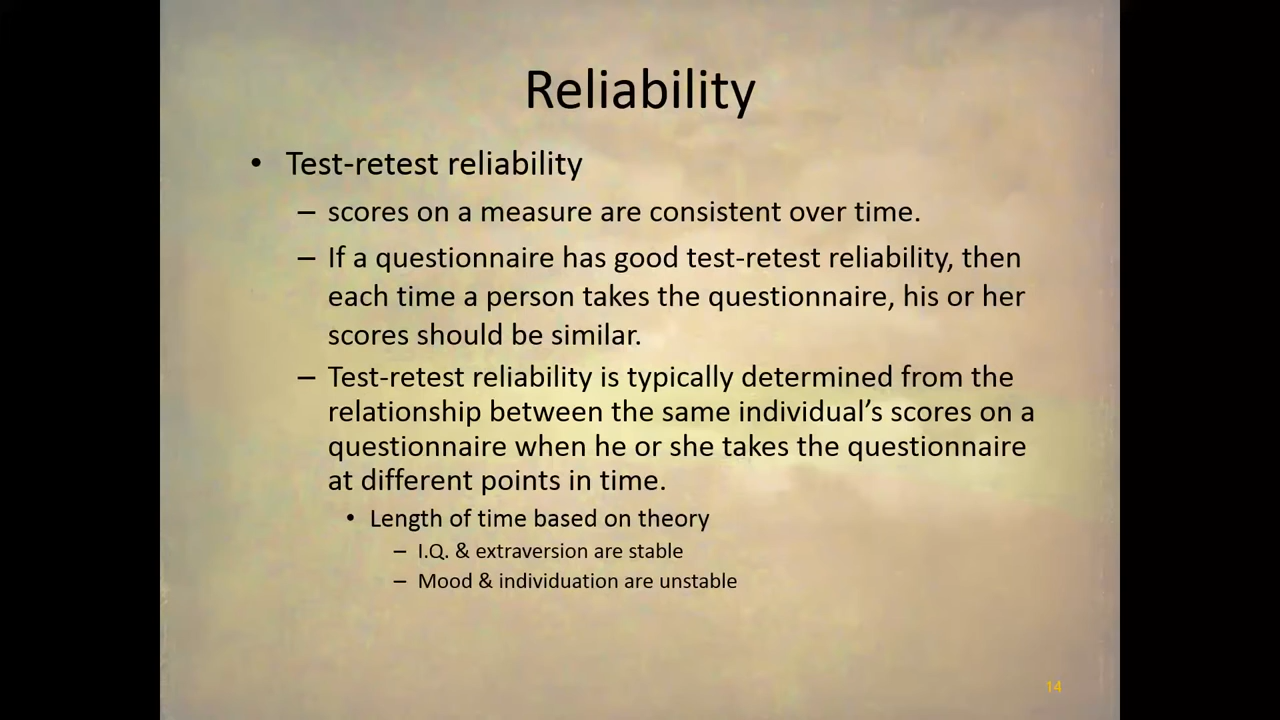 Reliability
• Test-retest reliability
– scores on a measure are consistent over time.
– If a questionnaire has good test-retest reliability, then
each time a person takes the questionnaire, his or her
scores should be similar.
– Test-retest reliability is typically determined from the
relationship between the same individual’s scores on a
questionnaire when he or she takes the questionnaire
at different points in time.
• Length of time based on theory
– I.Q. & extraversion are stable
– Mood & individuation are unstable
14